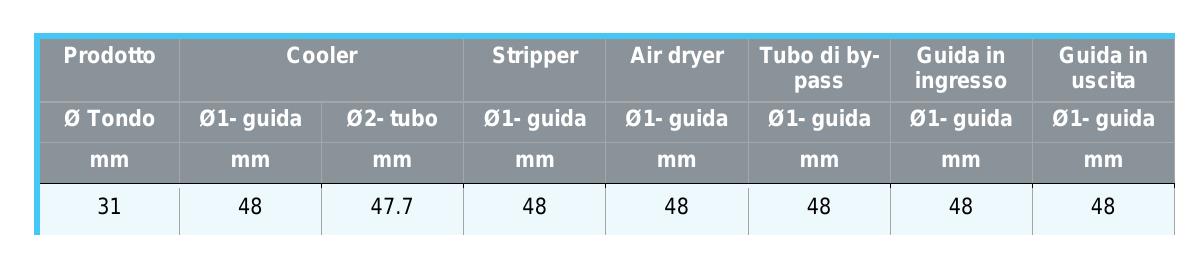 Prodotto Cooler Stripper Air dryer Tubo di by- Guida in Guida in
pass ingresso uscita
Ø Tondo Ø1- guida Ø2- tubo Ø1- guida Ø1- guida Ø1- guida Ø1- guida Ø1- guida
mm mm mm mm mm mm mm mm
31 48 47.7 48 48 48 48 48